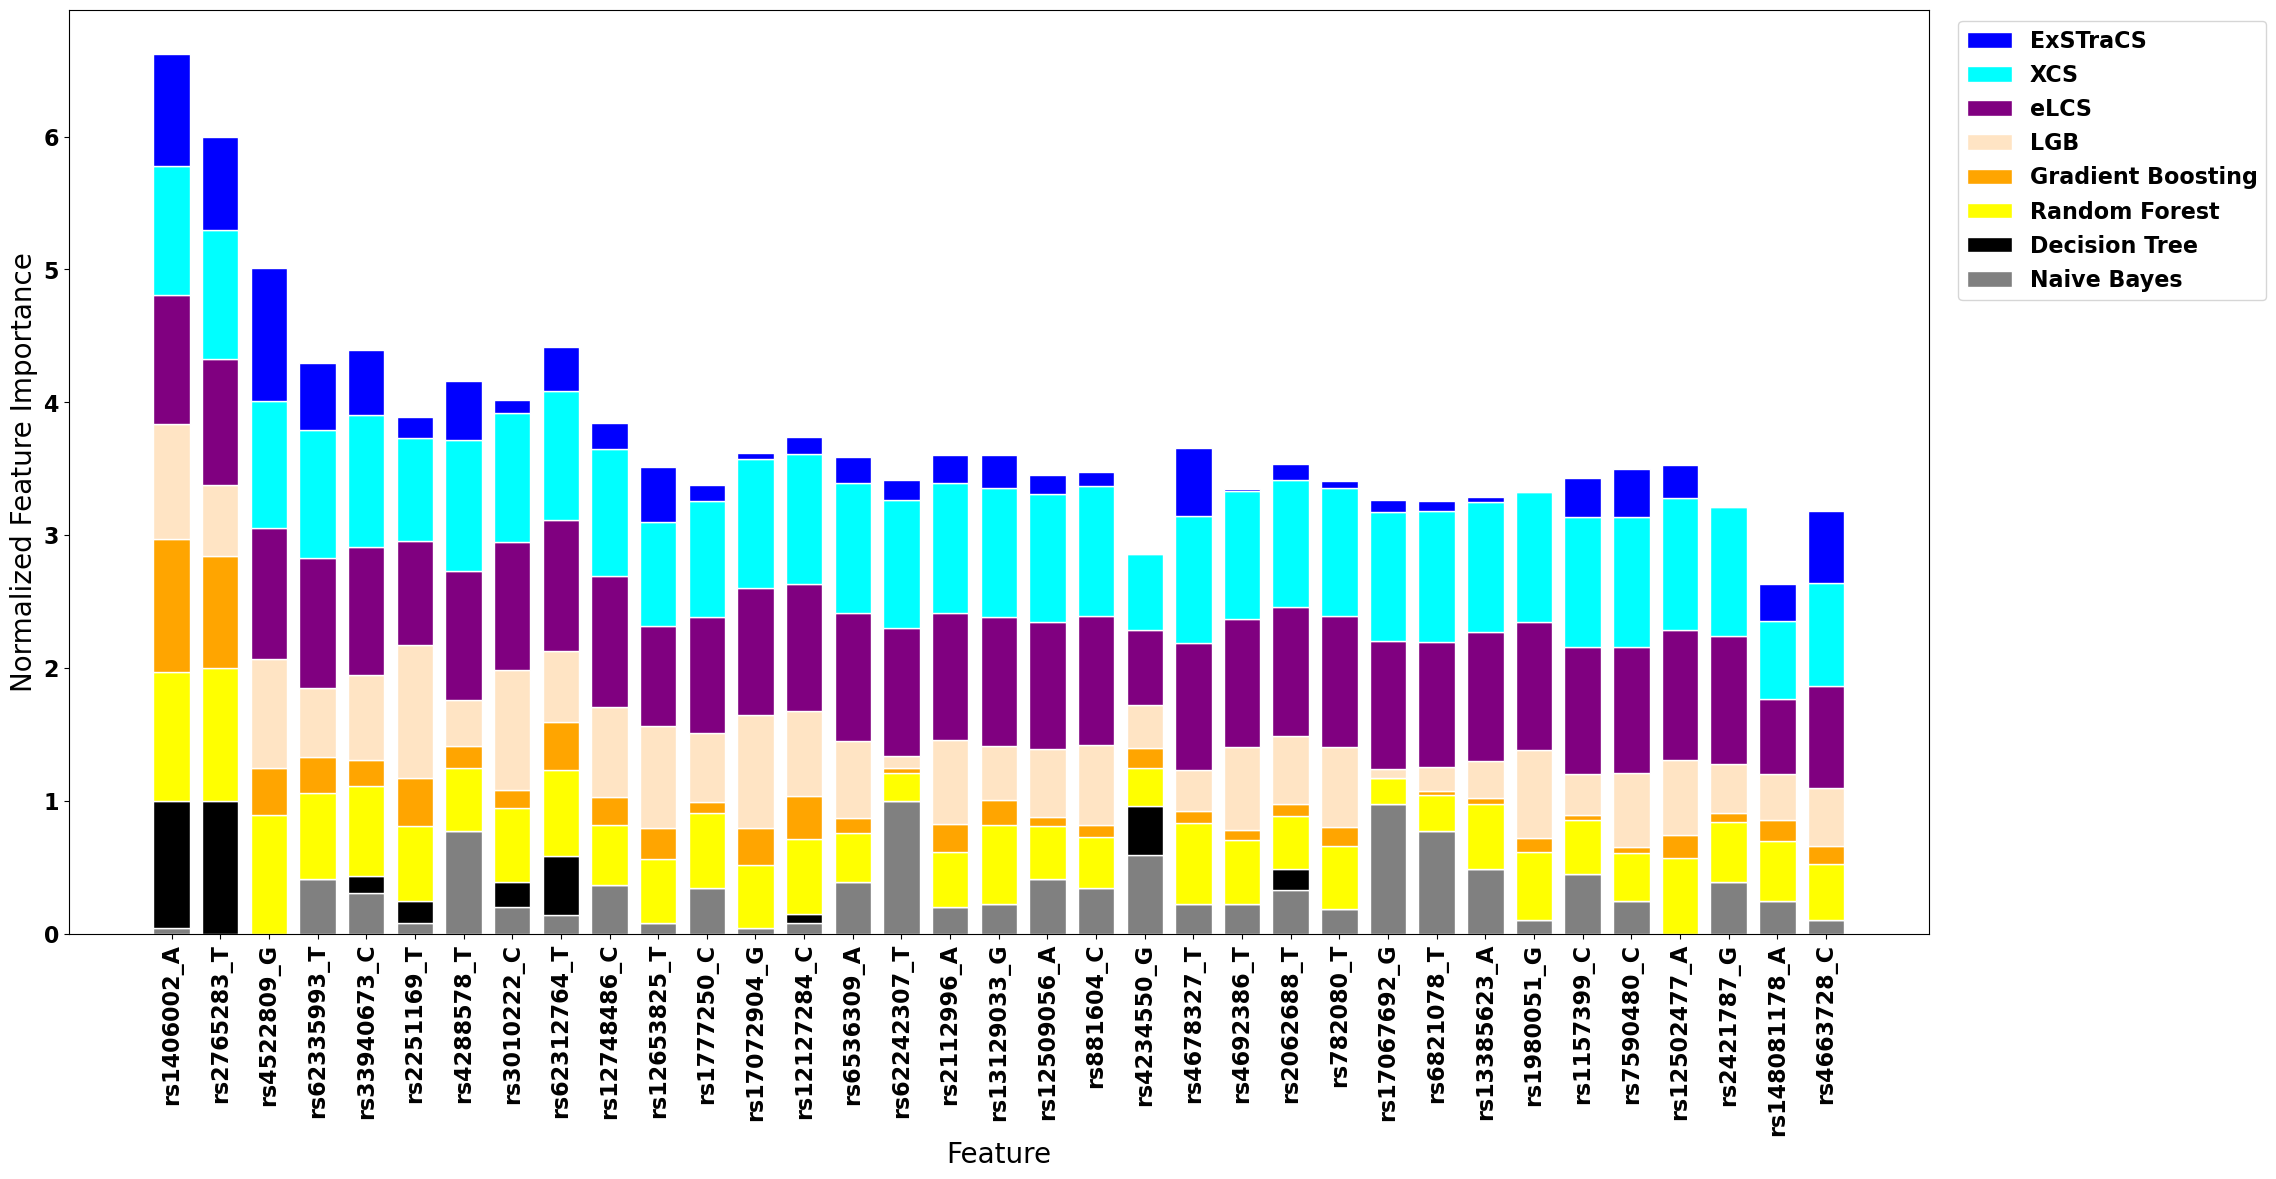 ExSTraCS
XCS
eLCS
LGB
Gradient Boosting
Random Forest
Decision Tree
Naive Bayes
Normalized Feature Importance
6
5
4
3
2
1
0
rs1406002_A
rs2765283_T
rs4522809_G
rs62335993_T
rs33940673_C
rs2251169_T
rs4288578_T
rs3010222_C
rs62312764_T
rs12748486_C
rs12653825_T
rs1777250_C
rs17072904_G
rs12127284_C
rs6536309_A
rs62242307_T
rs2112996_A
rs13129033_G
rs12509056_A
rs881604_C
rs4234550_G
rs4678327_T
rs4692386_T
rs2062688_T
rs782080_T
rs17067692_G
rs6821078_T
rs13385623_A
rs1980051_G
rs1157399_C
rs7590480_C
rs12502477_A
rs2421787_G
rs148081178_A
rs4663728_C
Feature